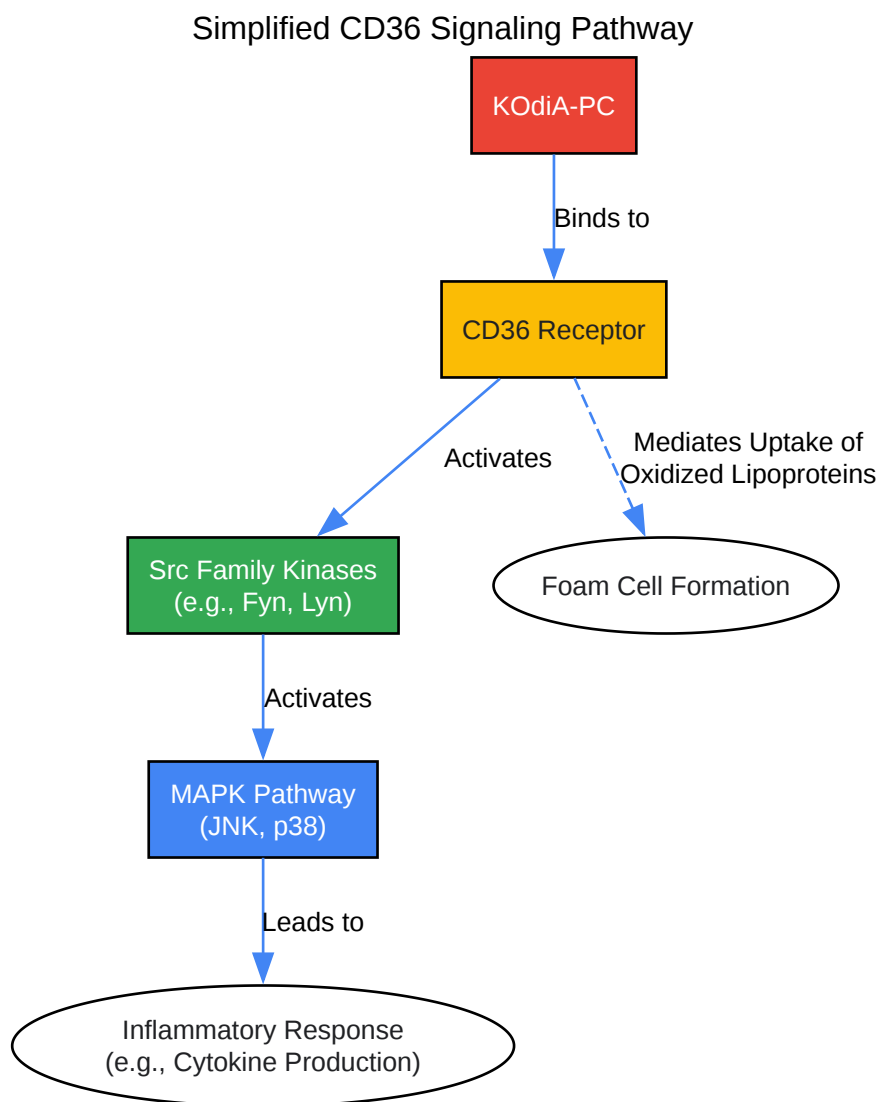 Simplified CD36 Signaling Pathway
KOdiA-PC
Binds to
CD36 Receptor
Activates
Mediates Uptake of
Oxidized Lipoproteins
Src Family Kinases
(e.g., Fyn, Lyn)
Foam Cell Formation
Activates
MAPK Pathway
(JNK, p38)
Leads to
Inflammatory Response
(e.g., Cytokine Production)